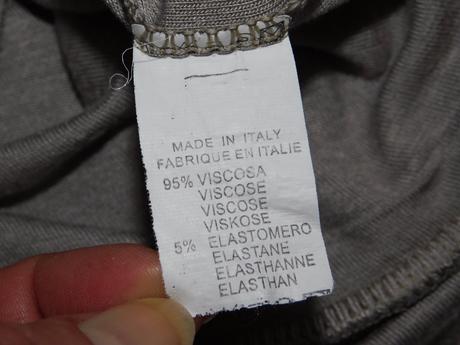 MADE IN ITALY
FABRIQUE EN ITALIE
95% VISCOSA
VISCOSE
VISCOSE
VISKOSE
5% ELASTOMERO
ELASTANE
ELASTHANNE
ELASTHAN